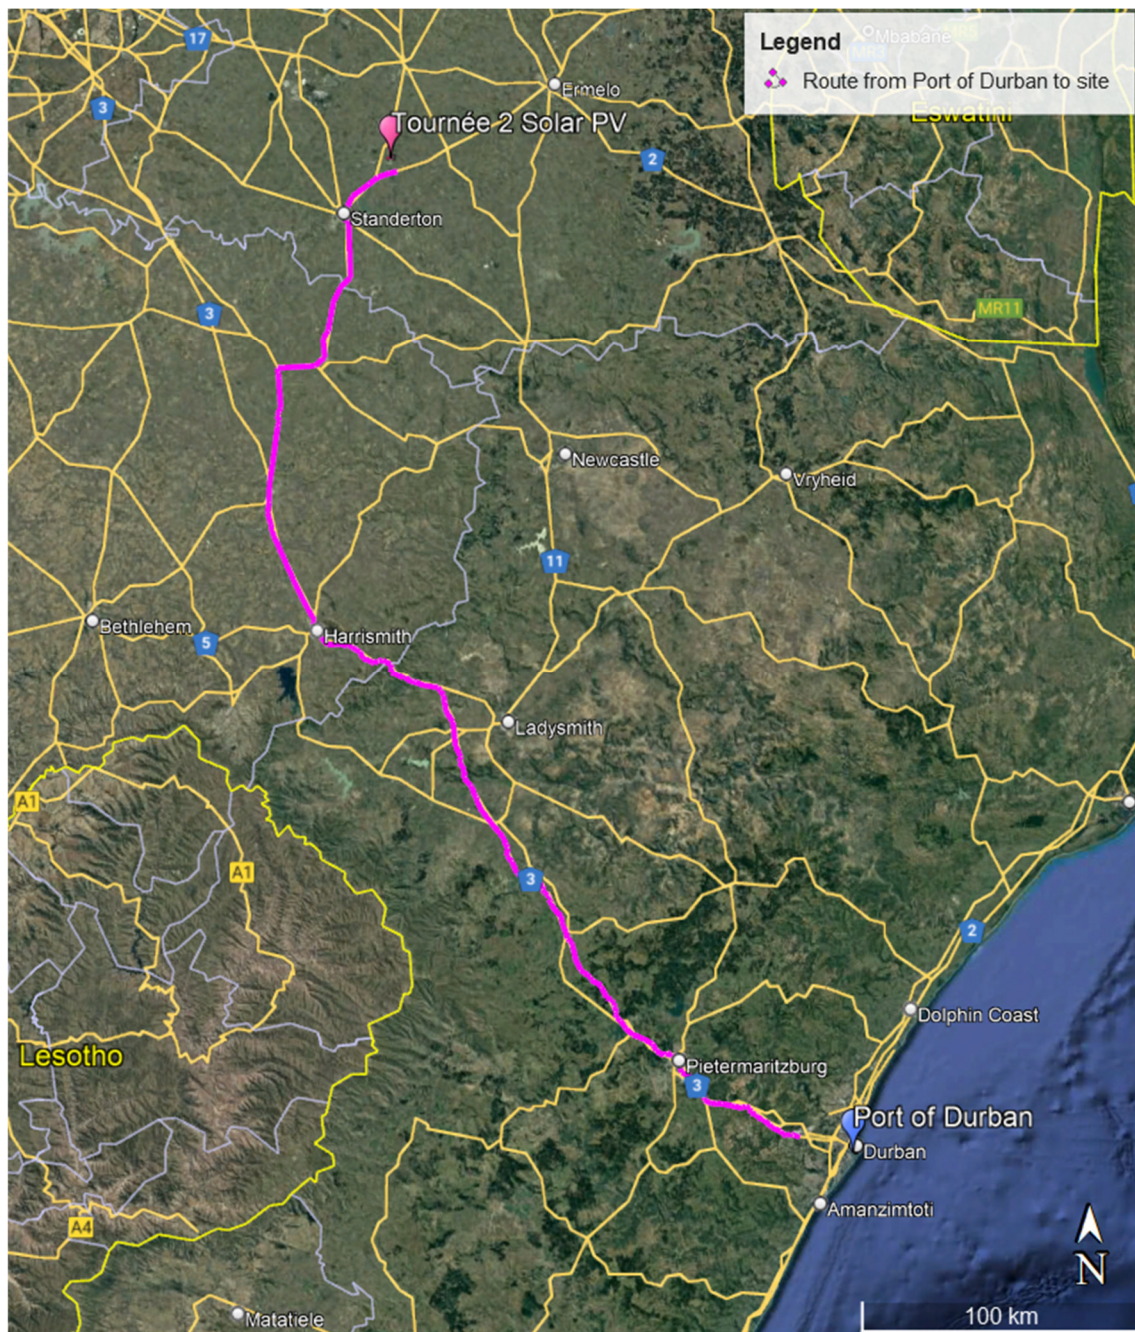 Legend
Route from Port of Durban to site
17
Mbabane
MR3
3
Ermelo
Eswatini
Tournée 2 Solar PV
2
Standerton
3
MR11
Newcastle
Vryheid
11
Bethlehem
5
Harrismith
Ladysmith
A1
A1
3
2
Dolphin Coast
Lesotho
Pietermaritzburg
3
Port of Durban
Durban
Amanzimtoti
A4
N
Matatiele
100 km